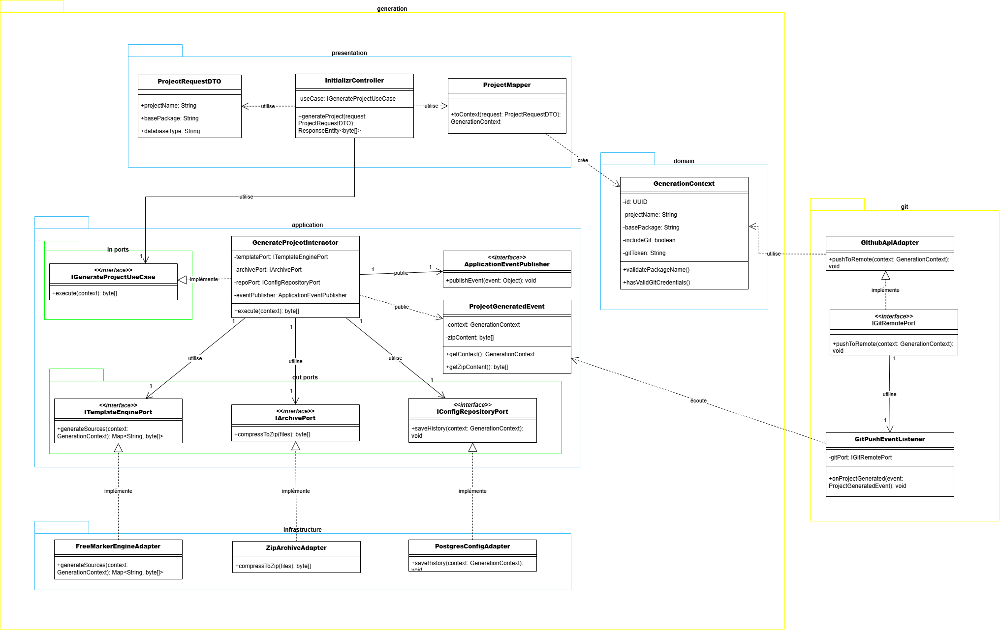 generation
presentation
ProjectRequestDTO
+projectName: String
+basePackage: String
+databaseType: String
utilise
InitializrController
-useCase: IGenerateProjectUseCase
+generateProject(request:
ProjectRequestDTO):
ResponseEntity<byte[]>
utilise
ProjectMapper
+toContext(request: ProjectRequestDTO):
GenerationContext
crée
utilise
domain
GenerationContext
-id: UUID
-projectName: String
-basePackage: String
-includeGit: boolean
-gitToken: String
+validatePackageName()
+hasValidGitCredentials()
application
in ports
1
<<interface>>
IGenerateProjectUseCase
+execute(context): byte[]
implémente
GenerateProjectInteractor
-templatePort: ITemplateEnginePort
-archivePort: IArchivePort
-repoPort: IConfigRepositoryPort
-eventPublisher: ApplicationEventPublisher
+execute(context): byte[]
1
publie
1
<<interface>>
ApplicationEventPublisher
+publishEvent(event: Object): void
publie
ProjectGeneratedEvent
-context: GenerationContext
-zipContent: byte[]
+getContext(): GenerationContext
+getZipContent(): byte[]
1
1
1
utilise
utilise
utilise
out ports
1
1
1
<<interface>>
ITemplateEnginePort
+generateSources(context:
GenerationContext): Map<String, byte[]>
<<interface>>
IArchivePort
+compressToZip(files): byte[]
<<interface>>
IConfigRepositoryPort
+saveHistory(context: GenerationContext):
void
implémente
implémente
implémente
infrastructure
FreeMarkerEngineAdapter
+generateSources(context:
GenerationContext): Map<String, byte[]>
ZipArchiveAdapter
+compressToZip(files): byte[]
PostgresConfigAdapter
+saveHistory(context: GenerationContext):
void
git
GithubApiAdapter
+pushToRemote(context: GenerationContext):
void
utilise
implémente
<<interface>>
IGitRemotePort
+pushToRemote(context: GenerationContext):
void
1
utilise
1
écoute
GitPushEventListener
-gitPort: IGitRemotePort
+onProjectGenerated(event:
ProjectGeneratedEvent): void